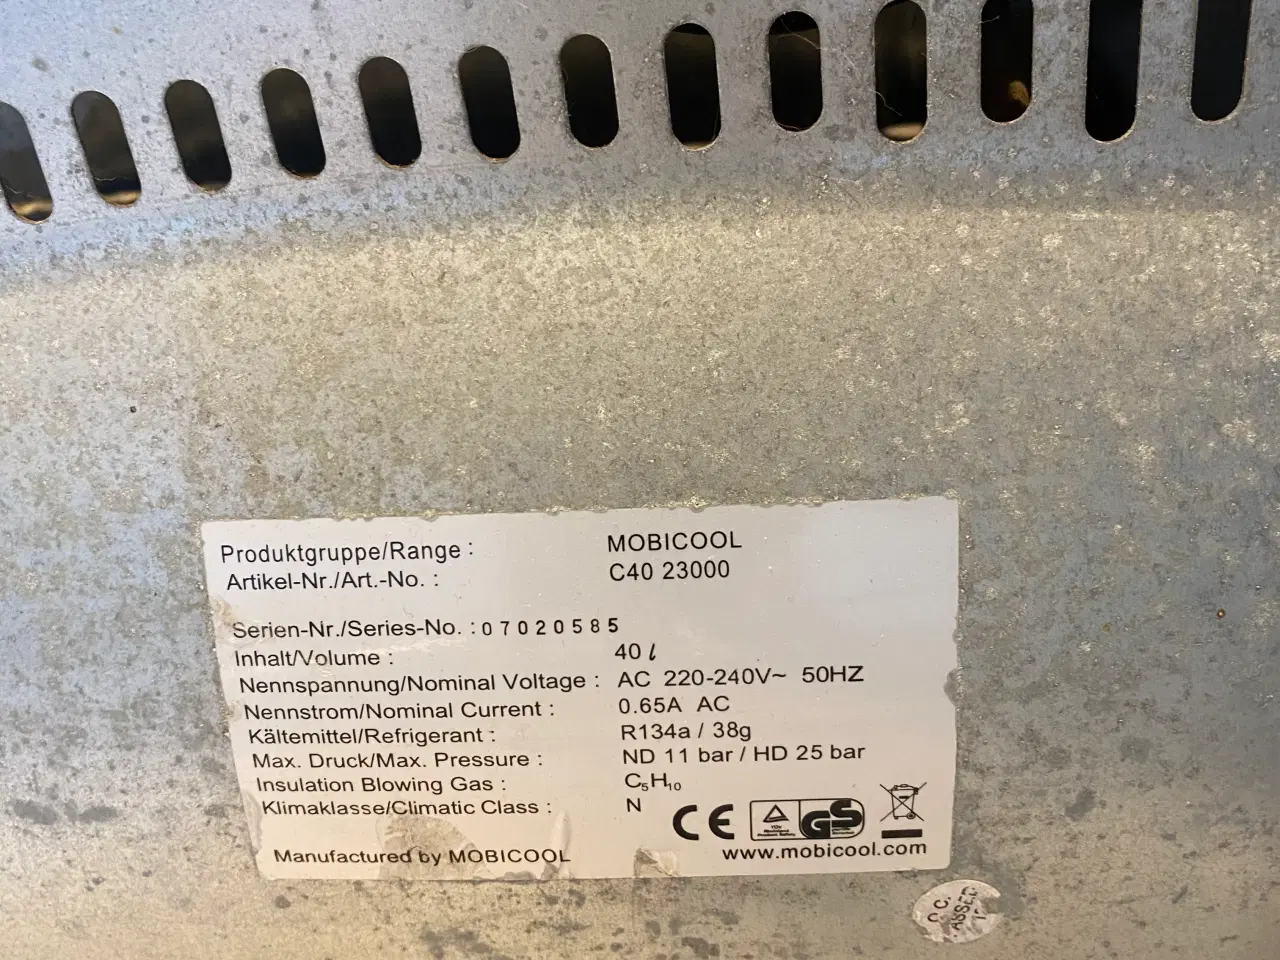 Produktgruppe/Range : MOBICOOL
Artikel-Nr./Art.-No. : C40 23000
Serien-Nr./Series-No. : 07020585
Inhalt/Volume : 40 l
Nennspannung/Nominal Voltage : AC 220-240V~ 50HZ
Nennstrom/Nominal Current : 0.65A AC
Kältemittel/Refrigerant : R134a / 38g
Max. Druck/Max. Pressure : ND 11 bar / HD 25 bar
Insulation Blowing Gas : C₅H₁₀
Klimaklasse/Climatic Class : N
CE TÜV GS
Manufactured by MOBICOOL www.mobicool.com
Q.C.